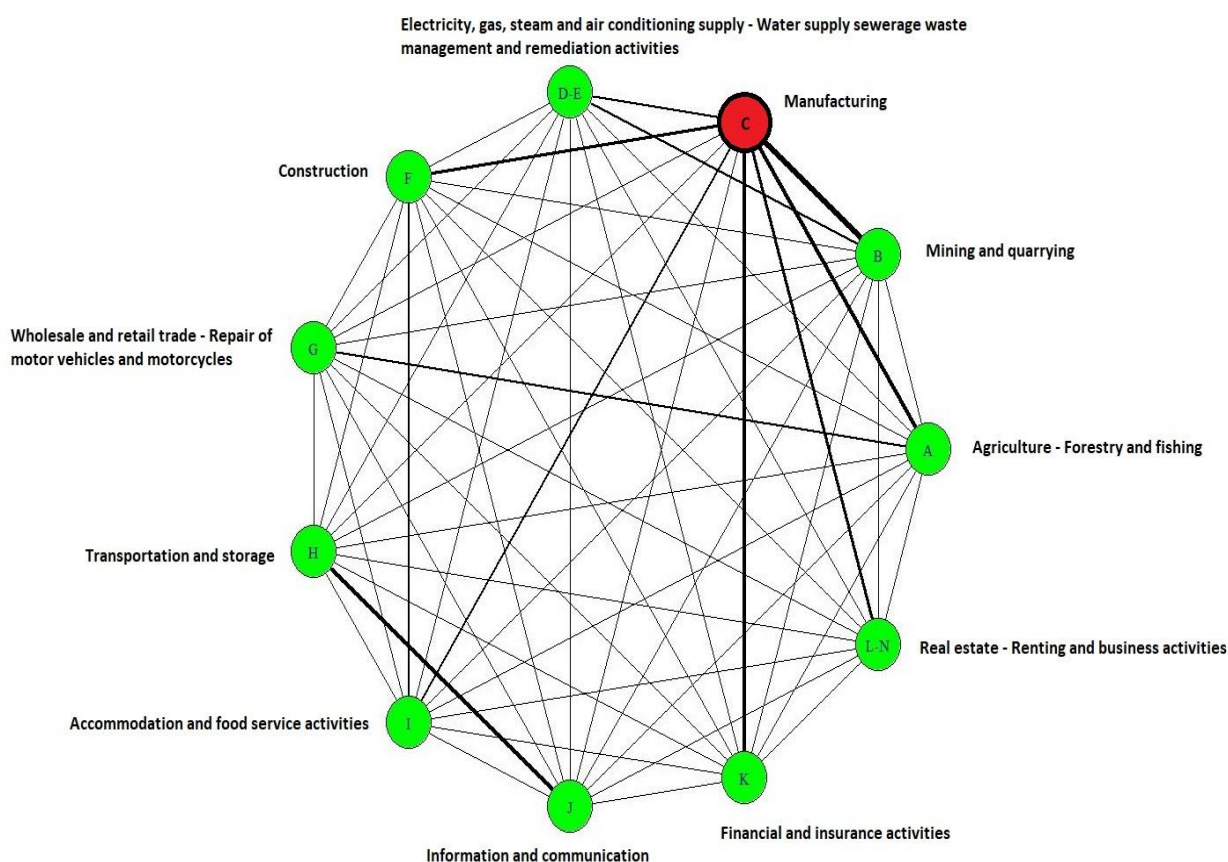 Electricity, gas, steam and air conditioning supply - Water supply sewerage waste
management and remediation activities
D-E
C
Manufacturing
Construction
F
B
Mining and quarrying
Wholesale and retail trade - Repair of
motor vehicles and motorcycles
G
A
Agriculture - Forestry and fishing
Transportation and storage
H
L-N
Real estate - Renting and business activities
Accommodation and food service activities
I
K
J
Financial and insurance activities
Information and communication